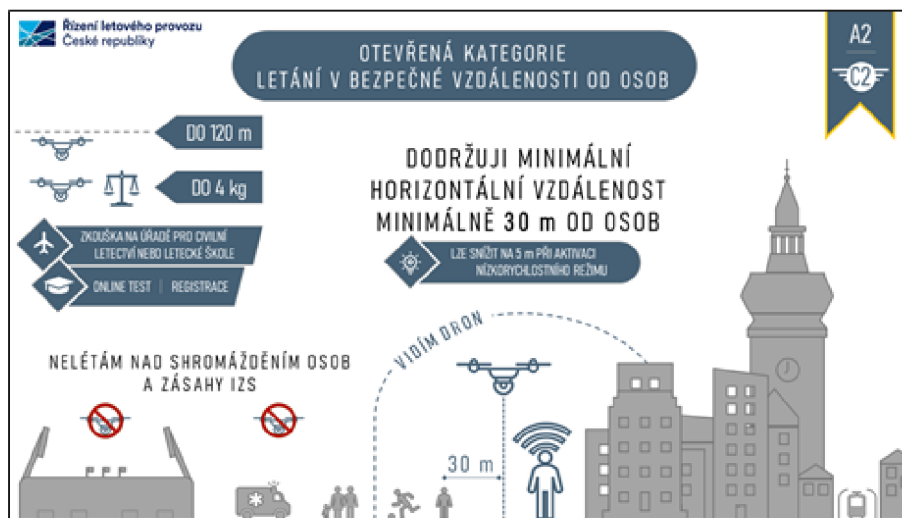 Řízení letového provozu
České republiky
OTEVŘENÁ KATEGORIE
LETÁNÍ V BEZPEČNÉ VZDÁLENOSTI OD OSOB
A2
C2
DO 120 m
DO 4 kg
ZKOUŠKA NA ÚŘADĚ PRO CIVILNÍ
LETECTVÍ NEBO LETECKÉ ŠKOLE
ONLINE TEST | REGISTRACE
DODRŽUJI MINIMÁLNÍ
HORIZONTÁLNÍ VZDÁLENOST
MINIMÁLNĚ 30 m OD OSOB
LZE SNÍŽIT NA 5 m PŘI AKTIVACI
NÍZKORYCHLOSTNÍHO REŽIMU
NELÉTÁM NAD SHROMÁŽDĚNÍM OSOB
A ZÁSAHY IZS
VIDÍM DRON
30 m